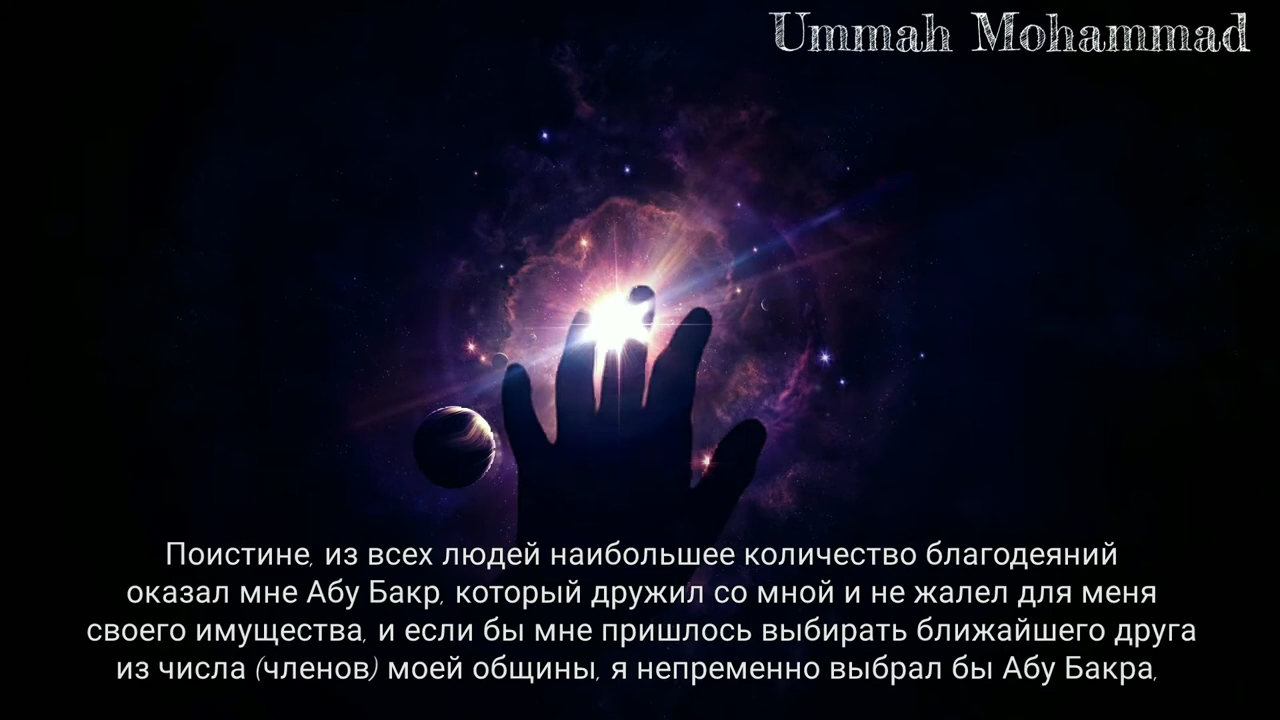 Ummah Mohammad
Поистине, из всех людей наибольшее количество благодеяний
оказал мне Абу Бакр, который дружил со мной и не жалел для меня
своего имущества, и если бы мне пришлось выбирать ближайшего друга
из числа (членов) моей общины, я непременно выбрал бы Абу Бакра,